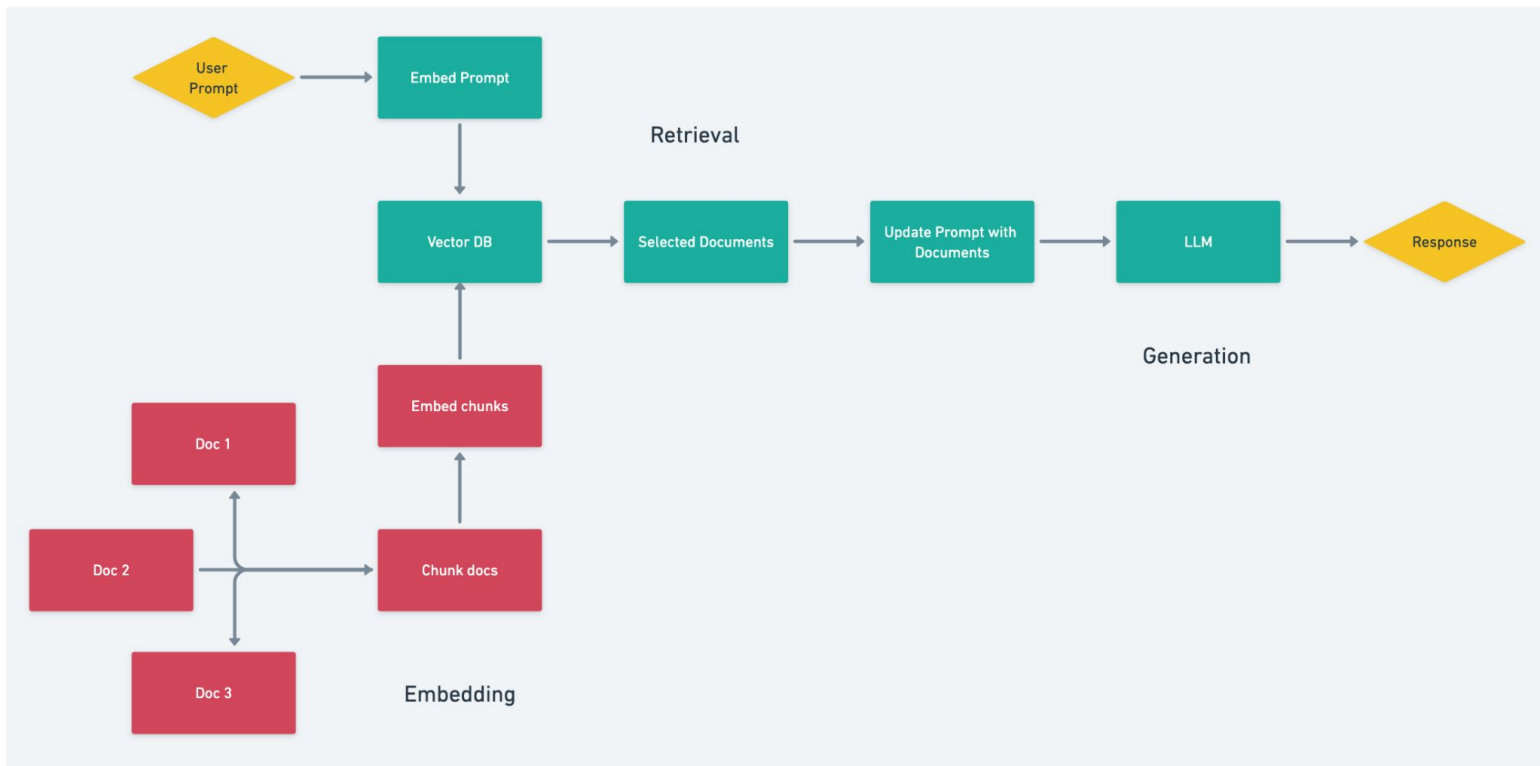 User
Prompt
Embed Prompt
Retrieval
Vector DB
Selected Documents
Update Prompt with
Documents
LLM
Response
Generation
Embed chunks
Doc 1
Doc 2
Chunk docs
Doc 3
Embedding